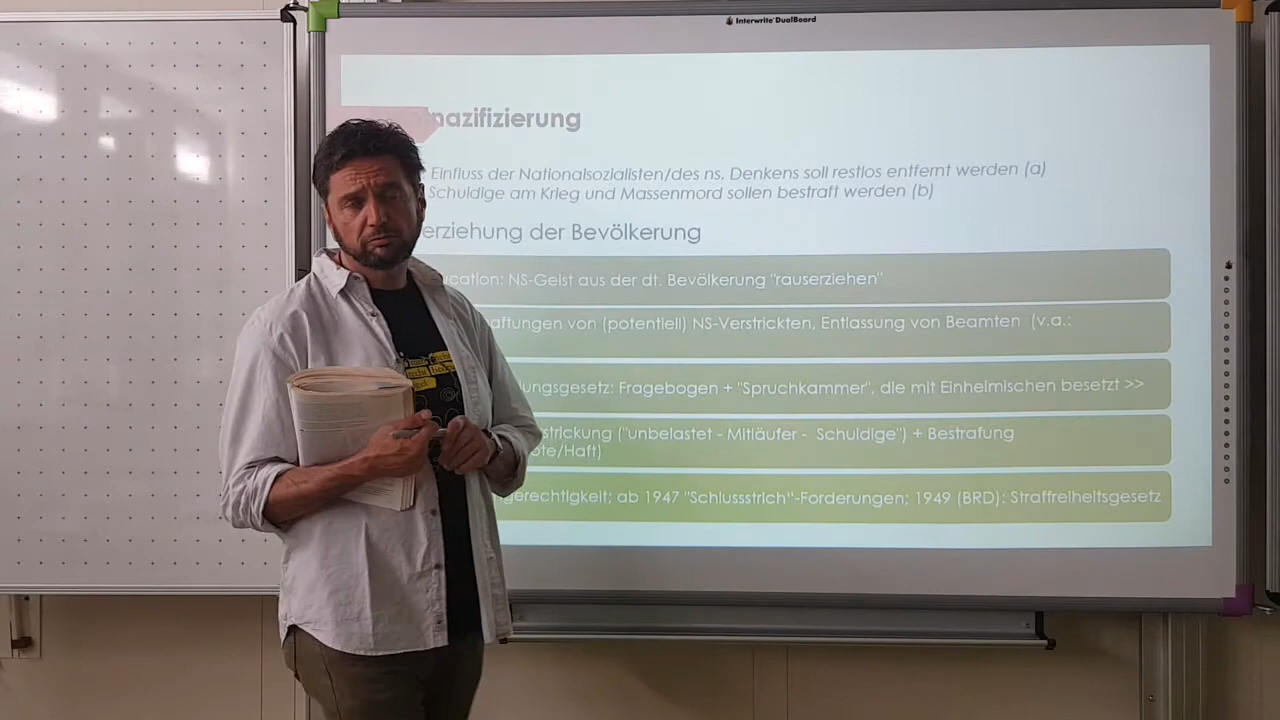 Interwrite DualBoard
nazifizierung
Einfluss der Nationalsozialisten/des ns. Denkens soll restlos entfernt werden (a)
Schuldige am Krieg und Massenmord sollen bestraft werden (b)
erziehung der Bevölkerung
ucation: NS-Geist aus der dt. Bevölkerung "rauserziehen"
aftungen von (potentiell) NS-Verstrickten, Entlassung von Beamten (v.a.:
ungsgesetz: Fragebogen + "Spruchkammer", die mit Einheimischen besetzt >>
strickung ("unbelastet - Mitläufer - Schuldige") + Bestrafung
ote/Haft)
gerechtigkeit; ab 1947 "Schlussstrich"-Forderungen; 1949 (BRD): Straffreiheitsgesetz